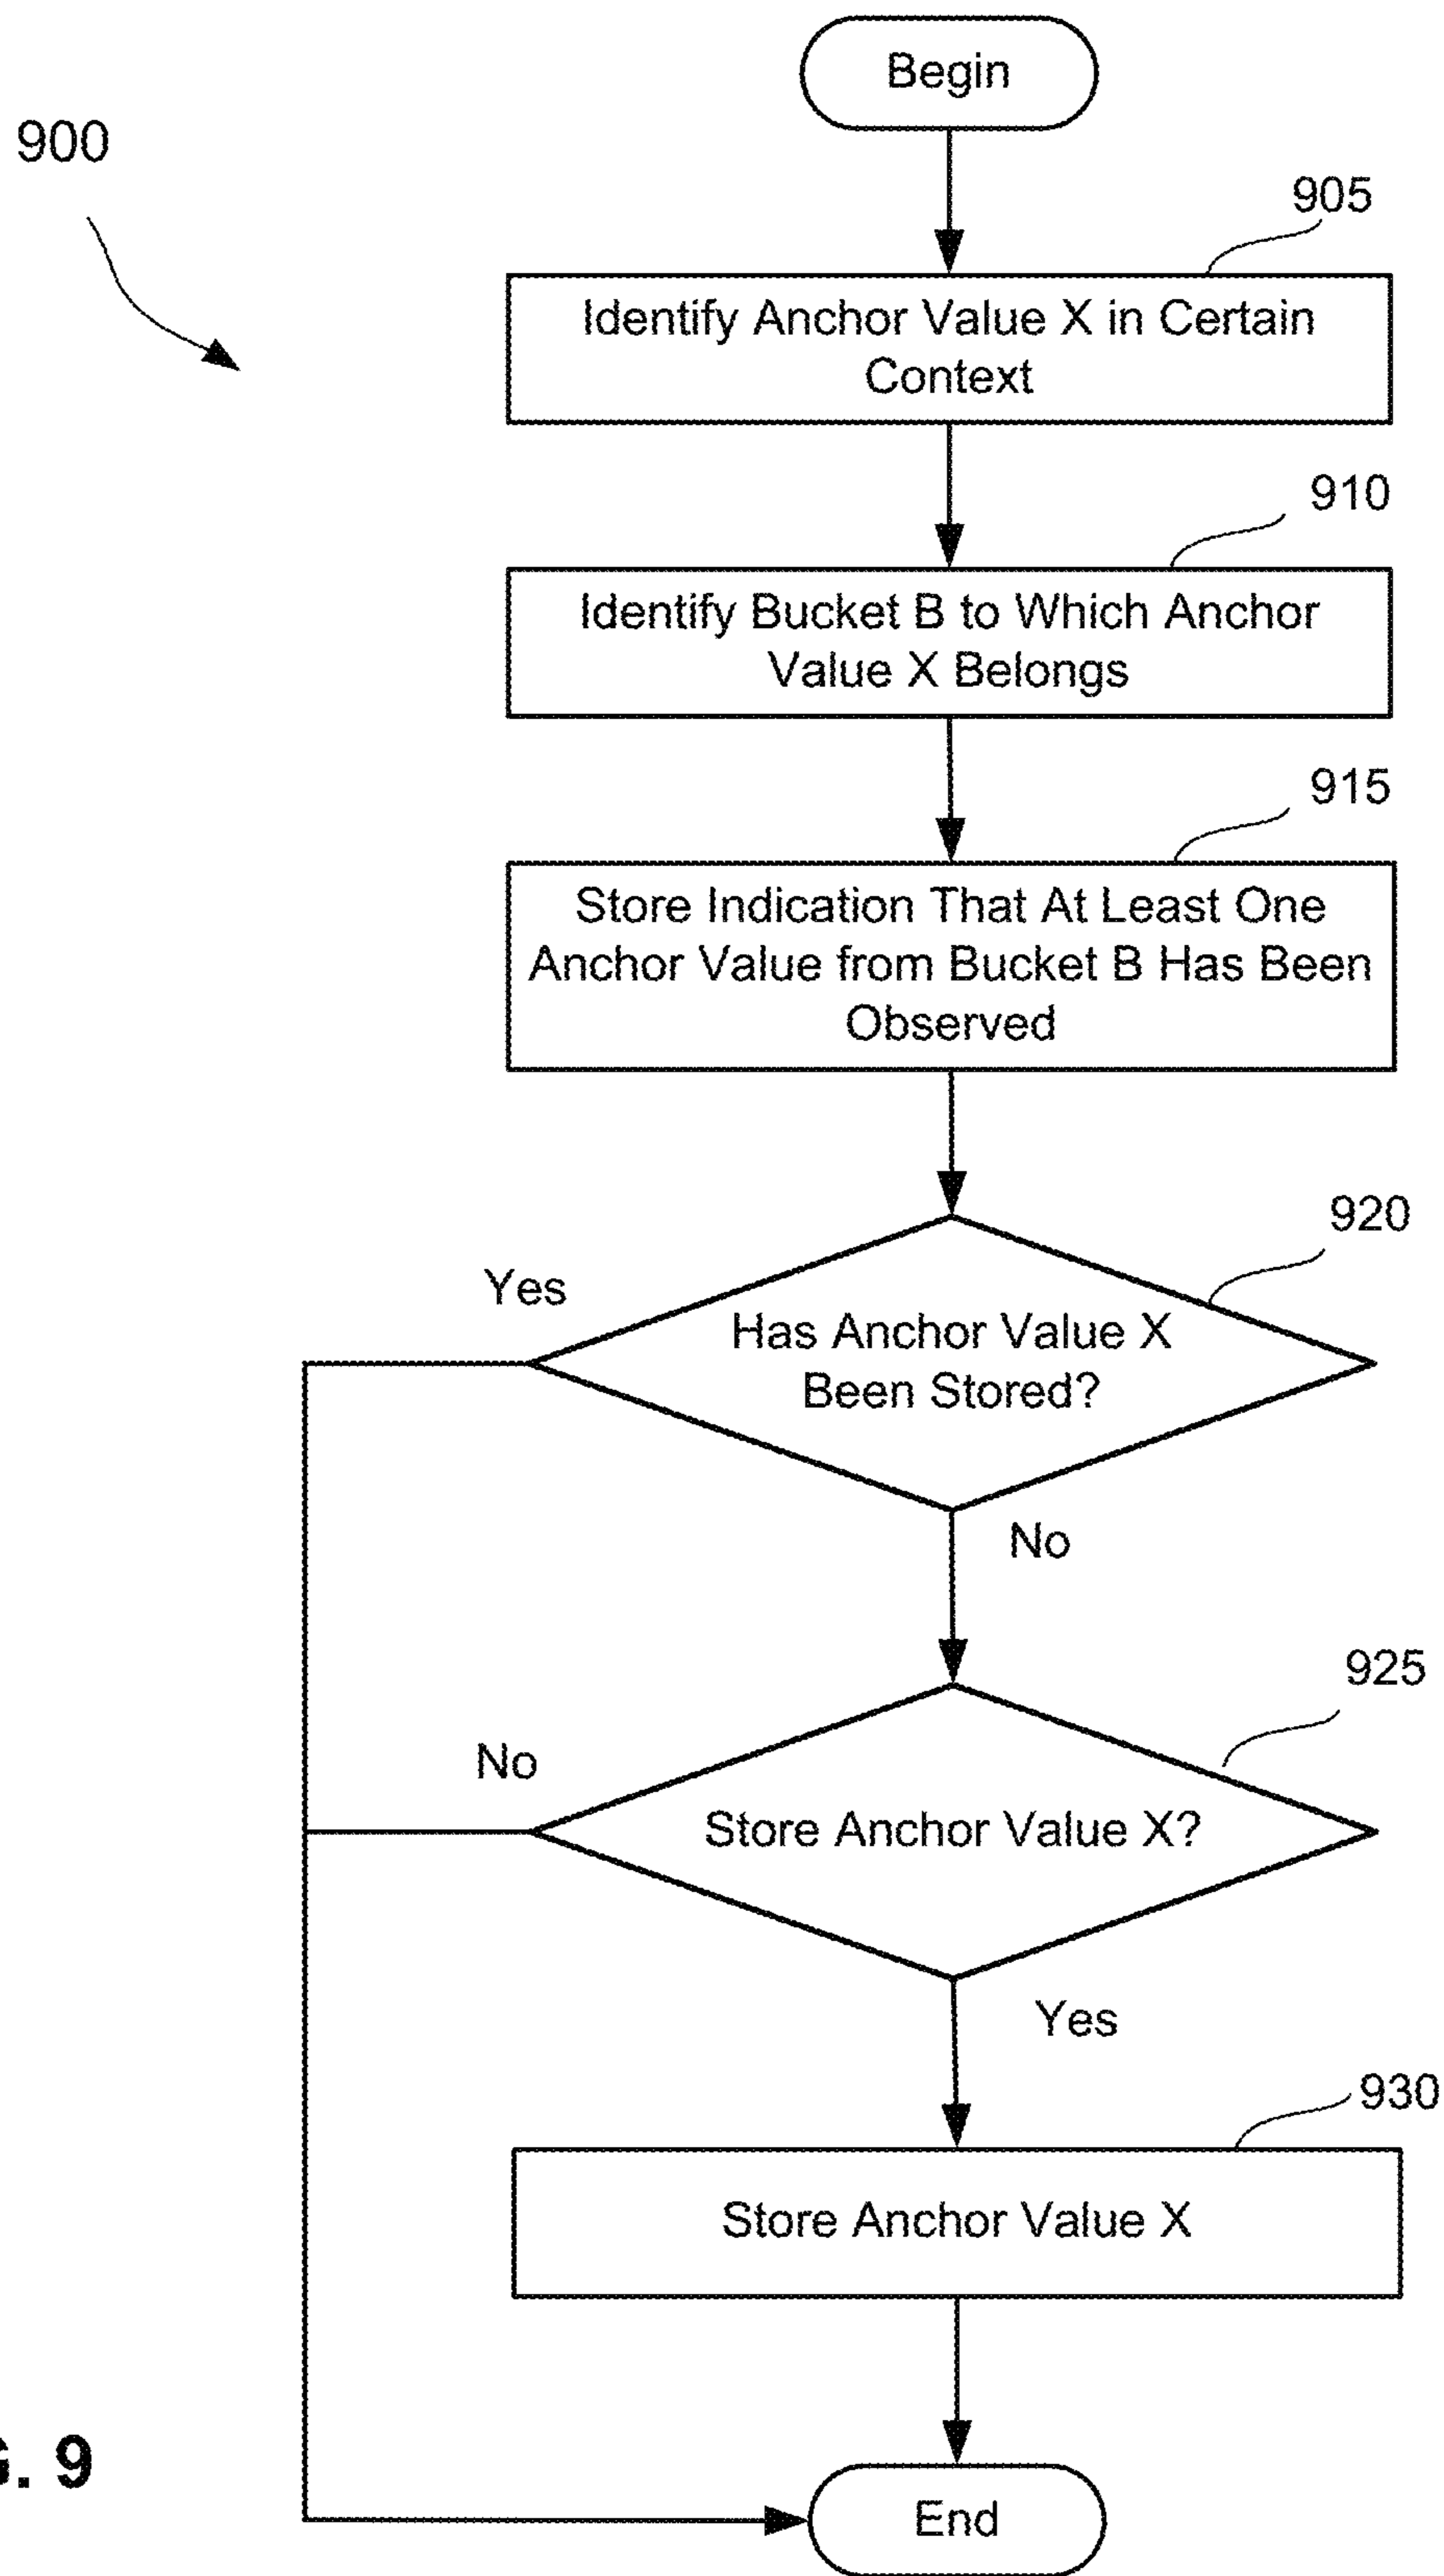 Begin
900
905
Identify Anchor Value X in Certain
Context
910
Identify Bucket B to Which Anchor
Value X Belongs
915
Store Indication That At Least One
Anchor Value from Bucket B Has Been
Observed
920
Yes
Has Anchor Value X
Been Stored?
No
925
No
Store Anchor Value X?
Yes
930
Store Anchor Value X
G. 9
End